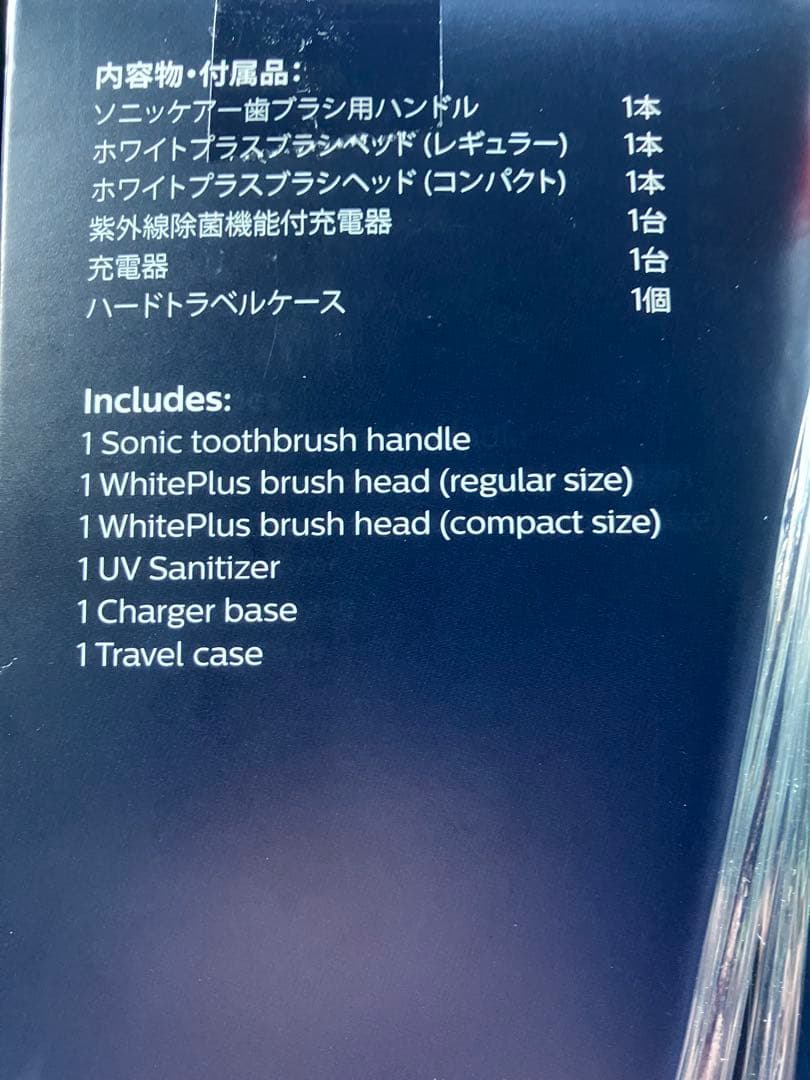 内容物・付属品:
ソニッケアー歯ブラシ用ハンドル 1本
ホワイトプラスブラシヘッド(レギュラー) 1本
ホワイトプラスブラシヘッド(コンパクト) 1本
紫外線除菌機能付充電器 1台
充電器 1台
ハードトラベルケース 1個
Includes:
1 Sonic toothbrush handle
1 WhitePlus brush head (regular size)
1 WhitePlus brush head (compact size)
1 UV Sanitizer
1 Charger base
1 Travel case